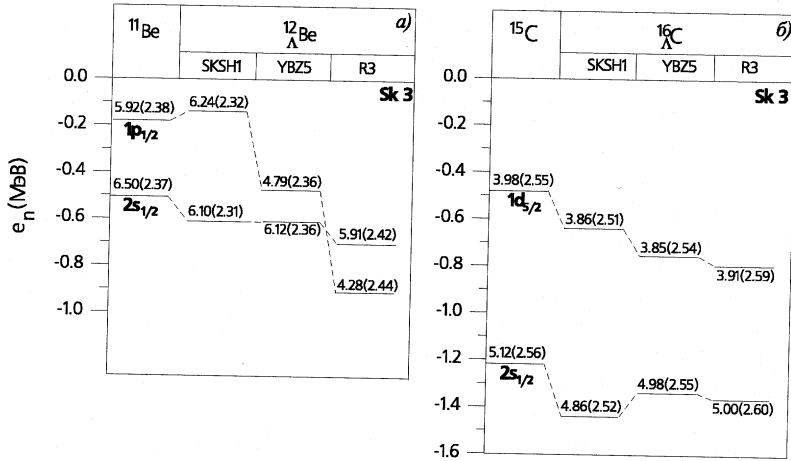 ¹¹Be
¹²ΛBe
а)
SKSH1 YBZ5 R3
Sk 3
eₙ(МэВ)
0.0
-0.2
-0.4
-0.6
-0.8
-1.0
5.92(2.38)
1p₁/₂
6.24(2.32)
4.79(2.36)
6.50(2.37)
2s₁/₂
6.10(2.31)
6.12(2.36)
5.91(2.42)
4.28(2.44)
¹⁵C
¹⁶ΛC
б)
SKSH1 YBZ5 R3
Sk 3
0.0
-0.2
-0.4
-0.6
-0.8
-1.0
-1.2
-1.4
-1.6
3.98(2.55)
1d₅/₂
3.86(2.51)
3.85(2.54)
3.91(2.59)
5.12(2.56)
2s₁/₂
4.86(2.52)
4.98(2.55)
5.00(2.60)